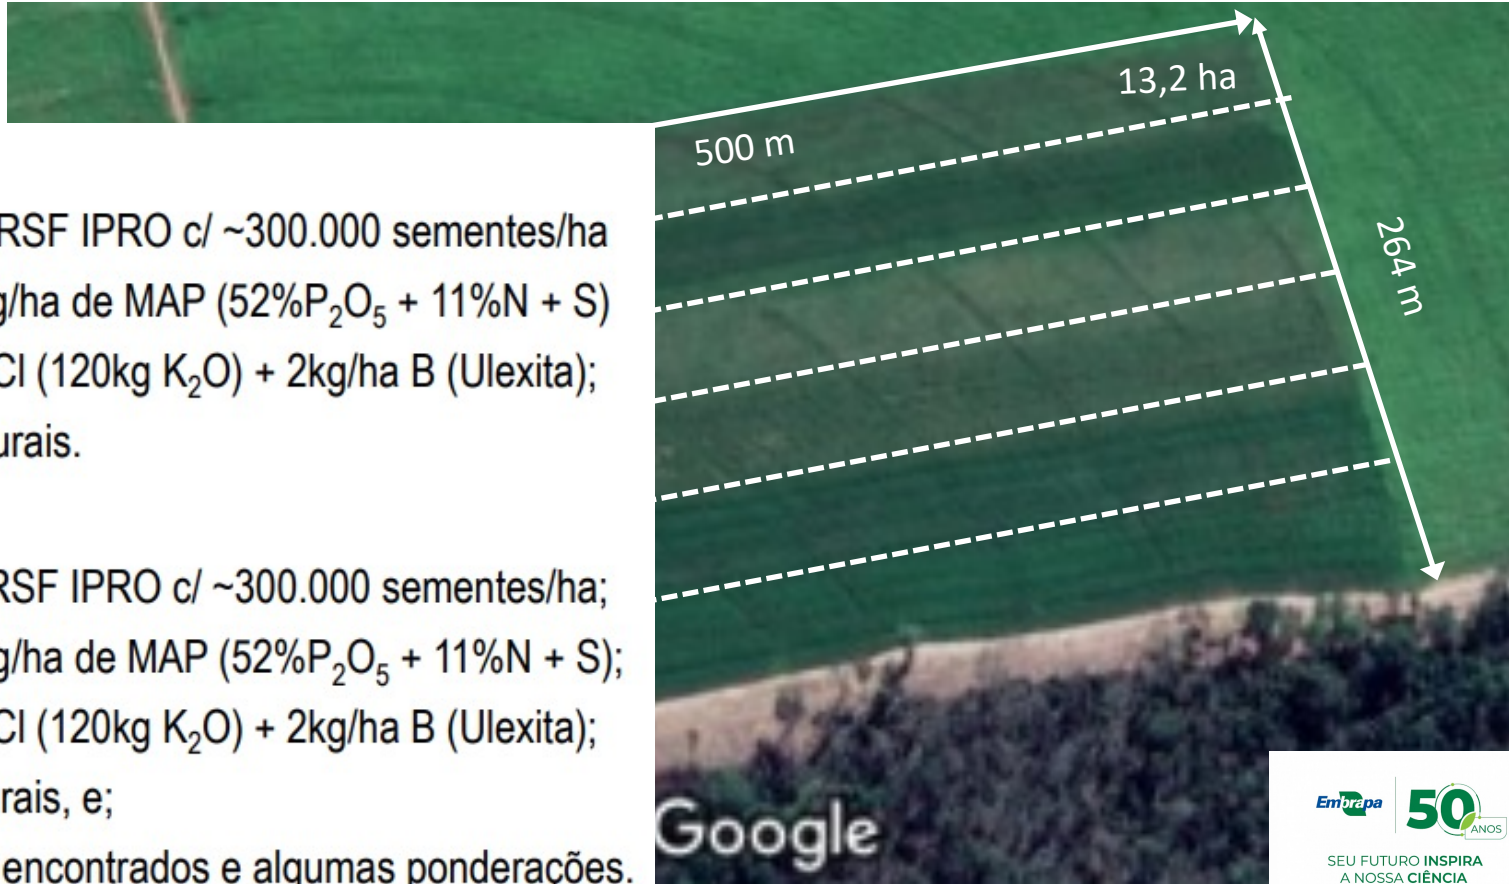 13,2 ha
500 m
264 m
RSF IPRO c/ ~300.000 sementes/ha
g/ha de MAP (52%P₂O₅ + 11%N + S)
Cl (120kg K₂O) + 2kg/ha B (Ulexita);
urais.
RSF IPRO c/ ~300.000 sementes/ha;
g/ha de MAP (52%P₂O₅ + 11%N + S);
Cl (120kg K₂O) + 2kg/ha B (Ulexita);
rais, e;
encontrados e algumas ponderações.
Google
Embrapa
50
ANOS
SEU FUTURO INSPIRA
A NOSSA CIÊNCIA